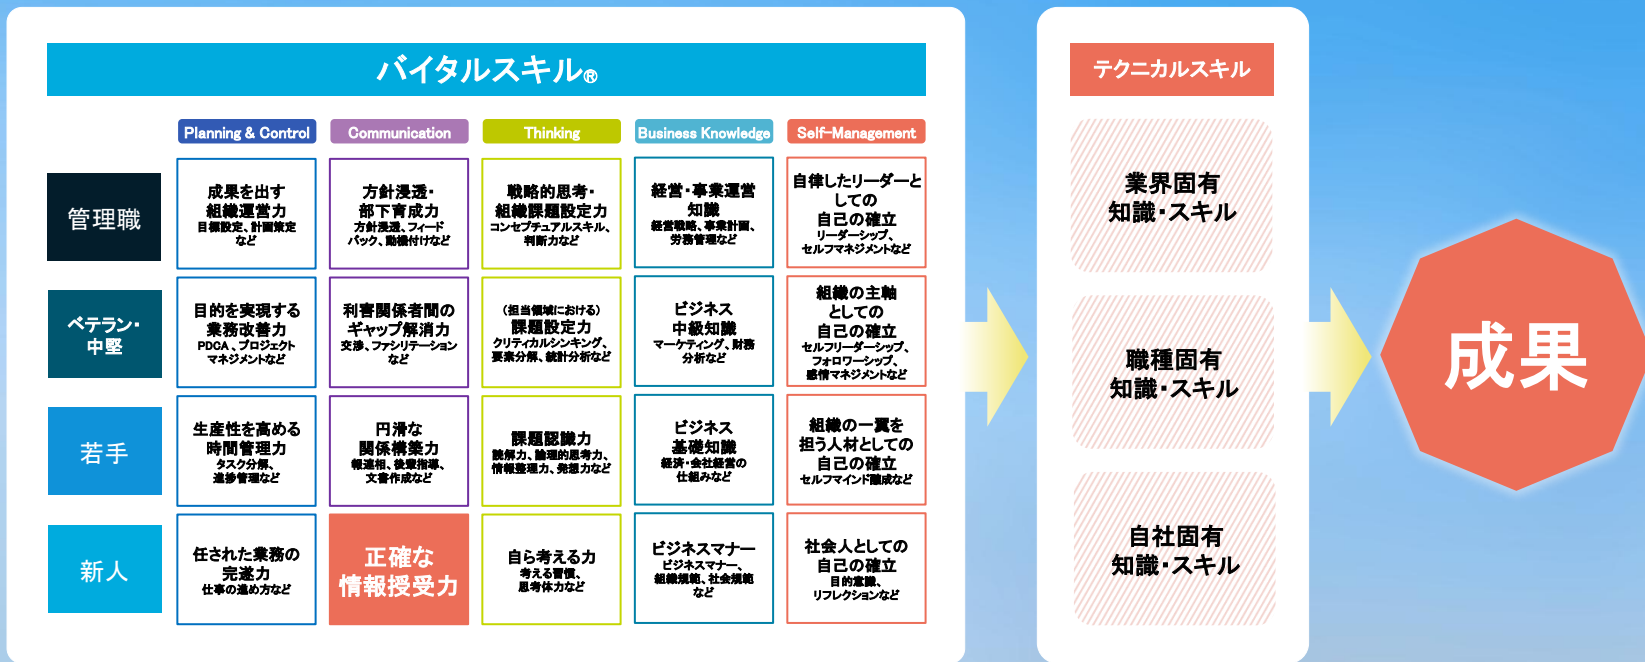 バイタルスキル®
Planning & Control
Communication
Thinking
Business Knowledge
Self-Management
管理職
成果を出す
組織運営力
目標設定、計画策定
など
方針浸透・
部下育成力
方針浸透、フィード
バック、動機付けなど
戦略的思考・
組織課題設定力
コンセプチュアルスキル、
判断力など
経営・事業運営
知識
経営戦略、事業計画、
労務管理など
自律したリーダーと
しての
自己の確立
リーダーシップ、
セルフマネジメントなど
ベテラン・
中堅
目的を実現する
業務改善力
PDCA、プロジェクト
マネジメントなど
利害関係者間の
ギャップ解消力
交渉、ファシリテーション
など
(担当領域における)
課題設定力
クリティカルシンキング、
要素分解、統計分析など
ビジネス
中級知識
マーケティング、財務
分析など
組織の主軸
としての
自己の確立
セルフリーダーシップ、
フォロワーシップ、
感情マネジメントなど
若手
生産性を高める
時間管理力
タスク分解、
進捗管理など
円滑な
関係構築力
報連相、後輩指導、
文書作成など
課題認識力
読解力、論理的思考力、
情報整理力、発想力など
ビジネス
基礎知識
経済・会社経営の
仕組みなど
組織の一翼を
担う人材としての
自己の確立
セルフマインド醸成など
新人
任された業務の
完遂力
仕事の進め方など
正確な
情報授受力
自ら考える力
考える習慣、
思考体力など
ビジネスマナー
ビジネスマナー、
組織規範、社会規範
など
社会人としての
自己の確立
目的意識、
リフレクションなど
テクニカルスキル
業界固有
知識・スキル
職種固有
知識・スキル
自社固有
知識・スキル
成果